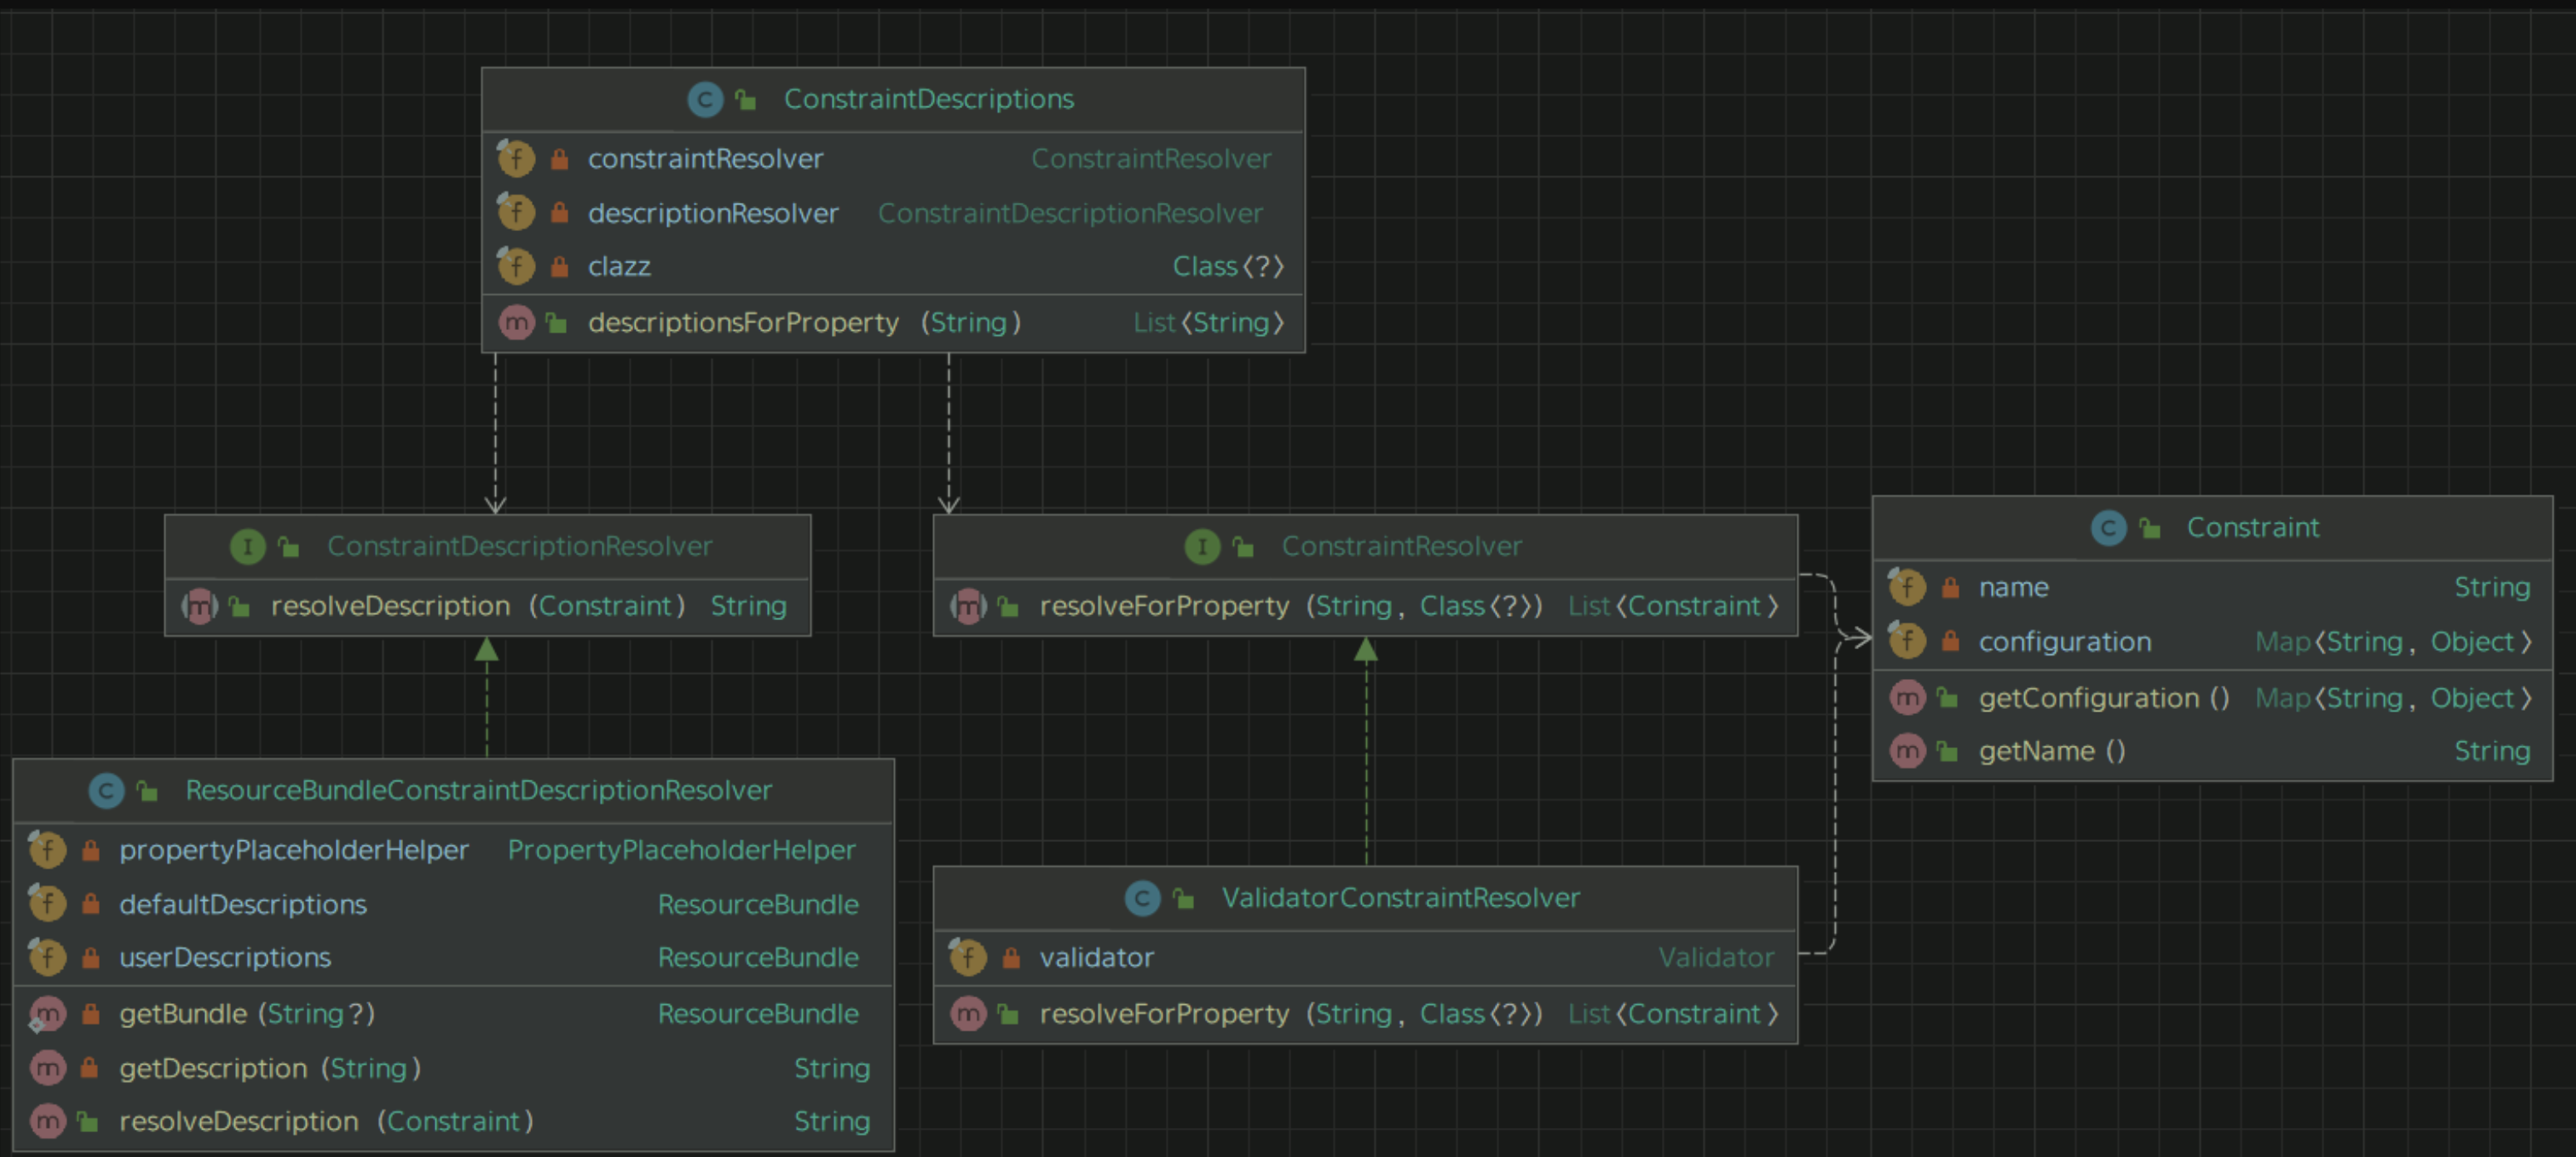 ConstraintDescriptions
constraintResolver ConstraintResolver
descriptionResolver ConstraintDescriptionResolver
clazz Class<?>
descriptionsForProperty (String) List<String>
ConstraintDescriptionResolver
resolveDescription (Constraint) String
ConstraintResolver
resolveForProperty (String, Class<?>) List<Constraint>
Constraint
name String
configuration Map<String, Object>
getConfiguration () Map<String, Object>
getName () String
ResourceBundleConstraintDescriptionResolver
propertyPlaceholderHelper PropertyPlaceholderHelper
defaultDescriptions ResourceBundle
userDescriptions ResourceBundle
getBundle (String?) ResourceBundle
getDescription (String) String
resolveDescription (Constraint) String
ValidatorConstraintResolver
validator Validator
resolveForProperty (String, Class<?>) List<Constraint>